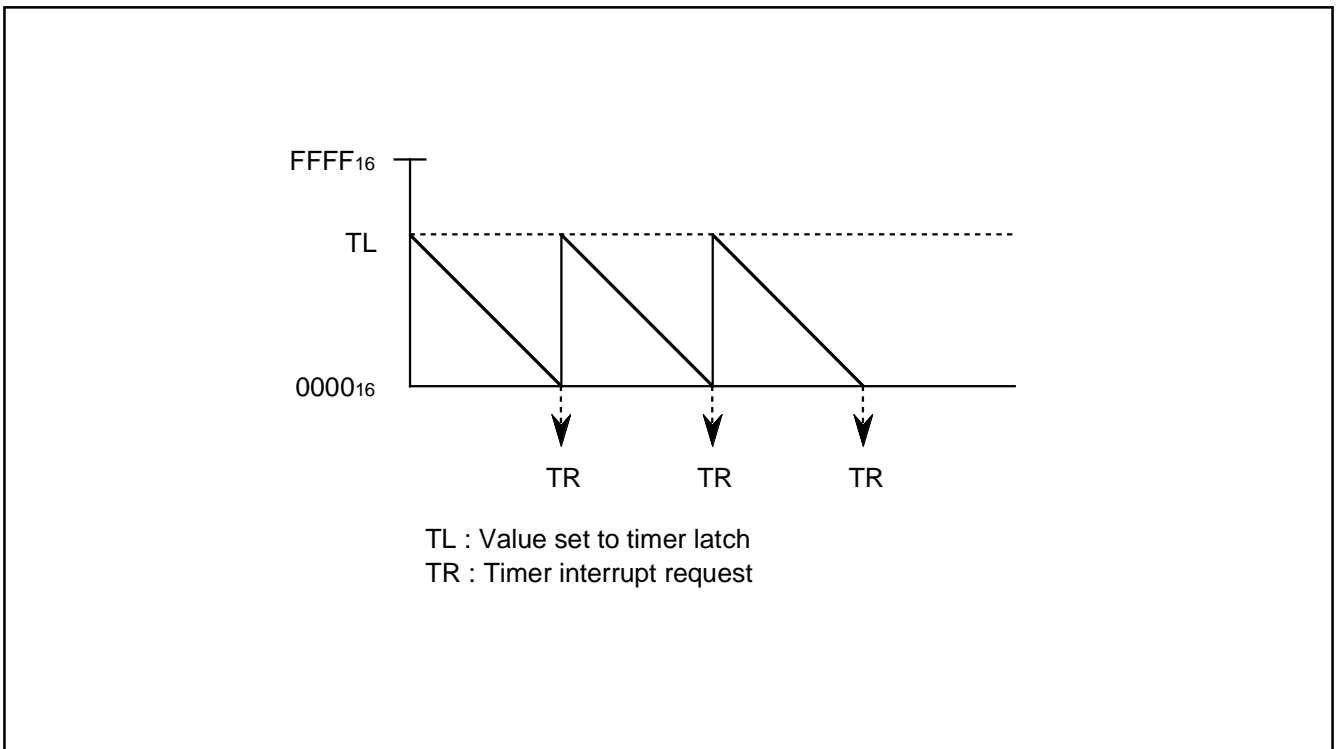 FFFF16
TL
000016
TR TR TR
TL : Value set to timer latch
TR : Timer interrupt request